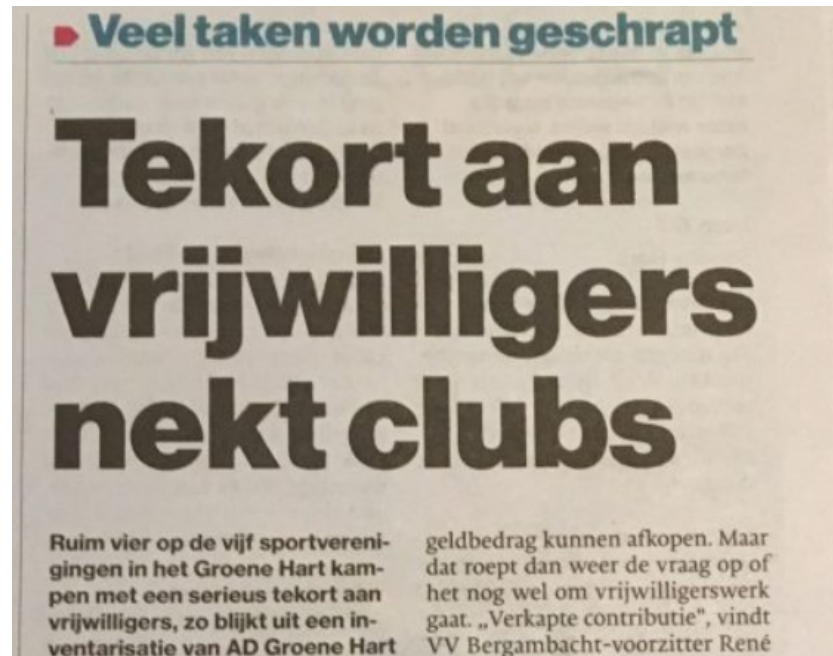 Veel taken worden geschrapt
Tekort aan
vrijwilligers
nekt clubs
Ruim vier op de vijf sportvereni-
gingen in het Groene Hart kam-
pen met een serieus tekort aan
vrijwilligers, zo blijkt uit een in-
ventarisatie van AD Groene Hart
geldbedrag kunnen afkopen. Maar
dat roept dan weer de vraag op of
het nog wel om vrijwilligerswerk
gaat. „Verkapte contributie”, vindt
VV Bergambacht-voorzitter René